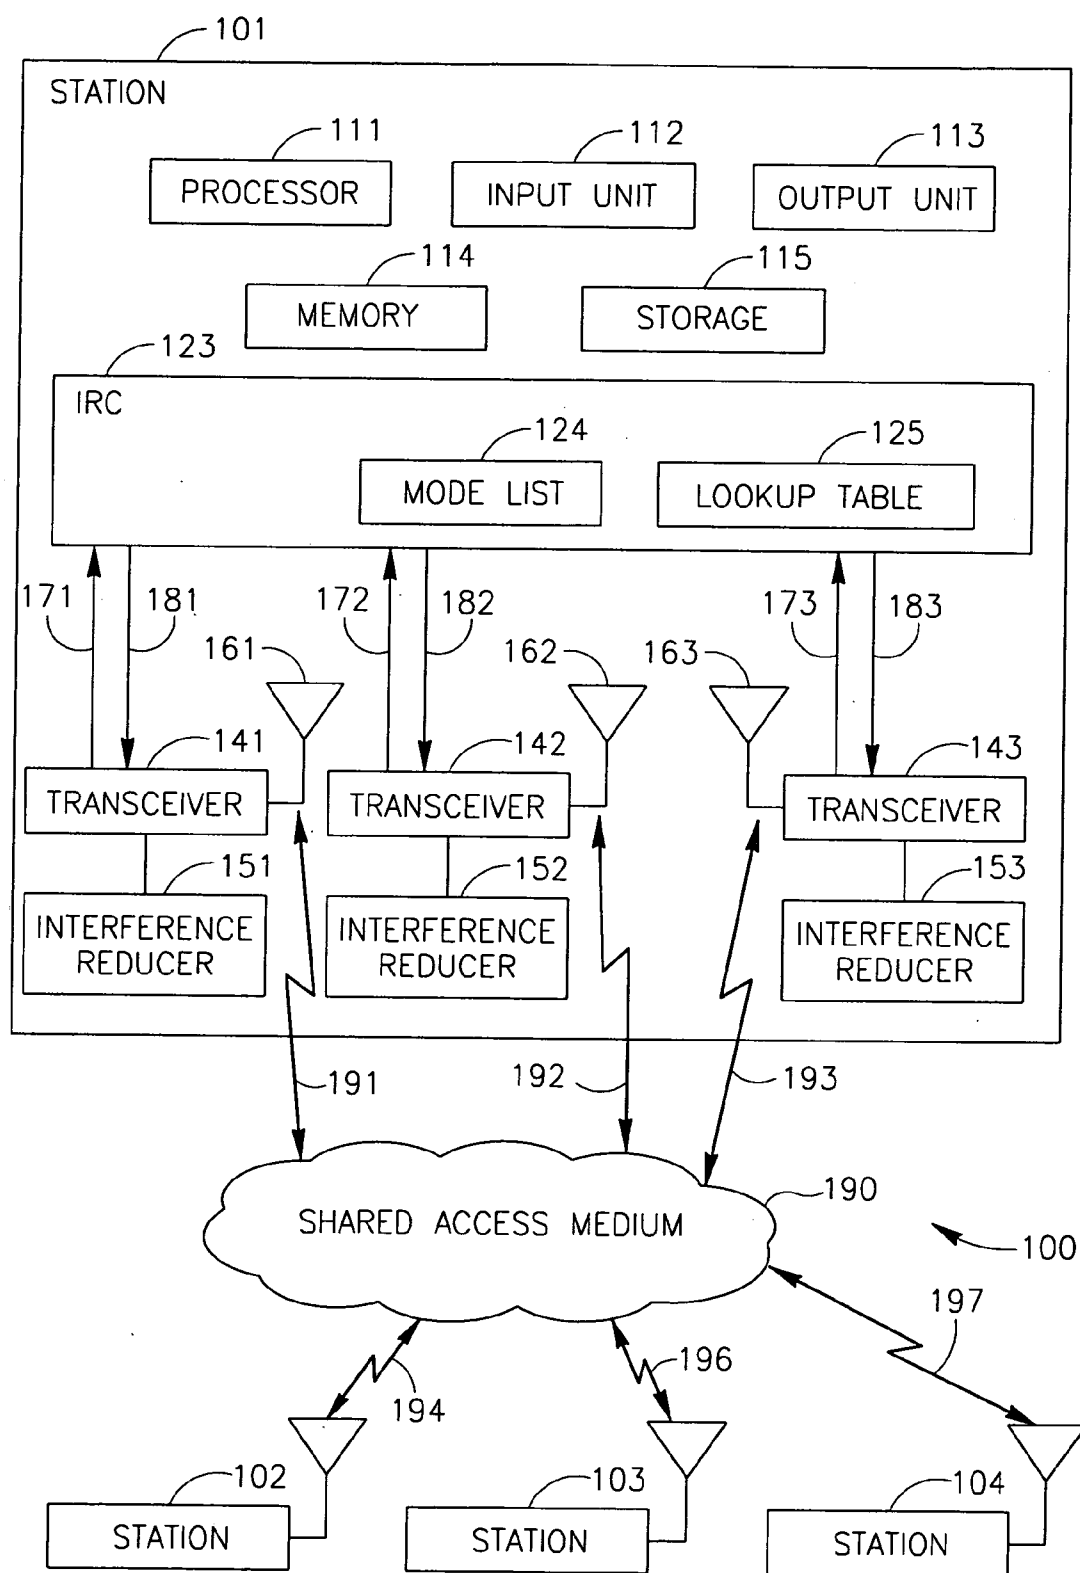 101
STATION
111
112
113
PROCESSOR
INPUT UNIT
OUTPUT UNIT
114
115
MEMORY
STORAGE
123
IRC
124
125
MODE LIST
LOOKUP TABLE
171
181
172
182
173
183
161
162
163
141
142
143
TRANSCEIVER
TRANSCEIVER
TRANSCEIVER
151
152
153
INTERFERENCE
REDUCER
INTERFERENCE
REDUCER
INTERFERENCE
REDUCER
191
192
193
190
SHARED ACCESS MEDIUM
100
197
196
194
102
103
104
STATION
STATION
STATION